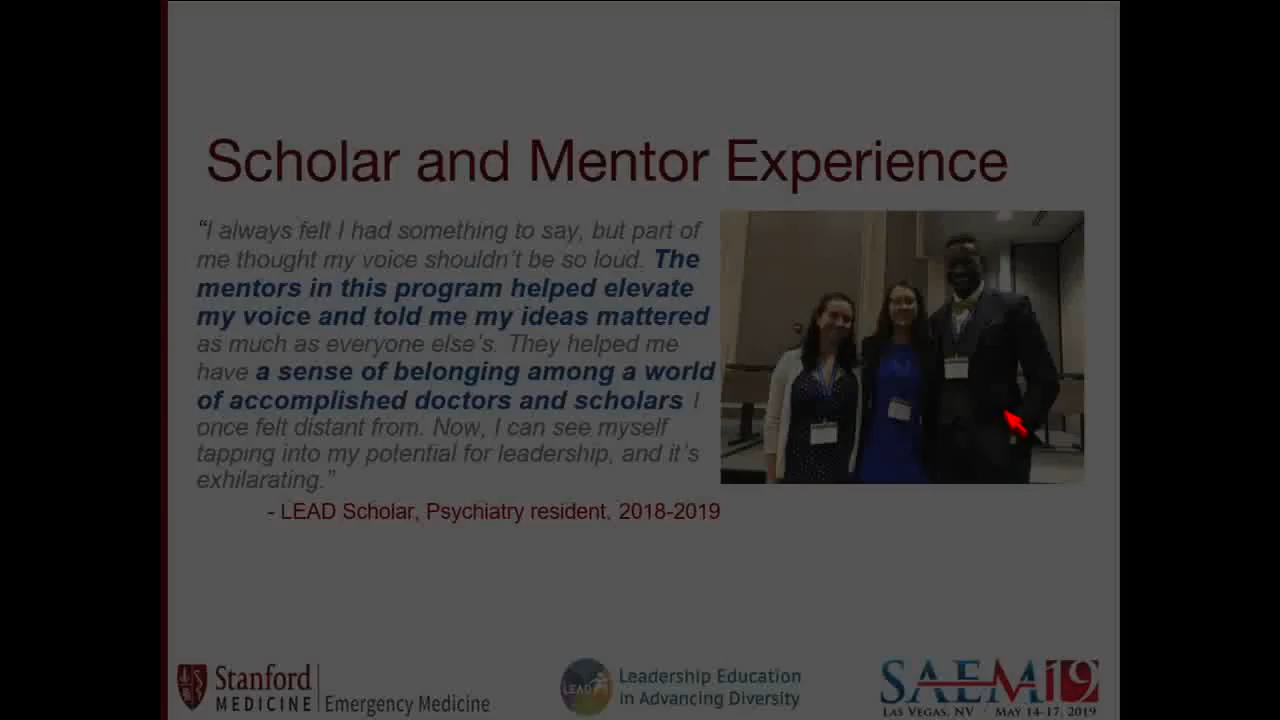 Scholar and Mentor Experience
“I always felt I had something to say, but part of
me thought my voice shouldn’t be so loud. The
mentors in this program helped elevate
my voice and told me my ideas mattered
as much as everyone else’s. They helped me
have a sense of belonging among a world
of accomplished doctors and scholars I
once felt distant from. Now, I can see myself
tapping into my potential for leadership, and it’s
exhilarating.”
- LEAD Scholar, Psychiatry resident, 2018-2019
Stanford
MEDICINE
Emergency Medicine
LEAD
Leadership Education
in Advancing Diversity
SAEM19
LAS VEGAS, NV
MAY 14-17, 2019